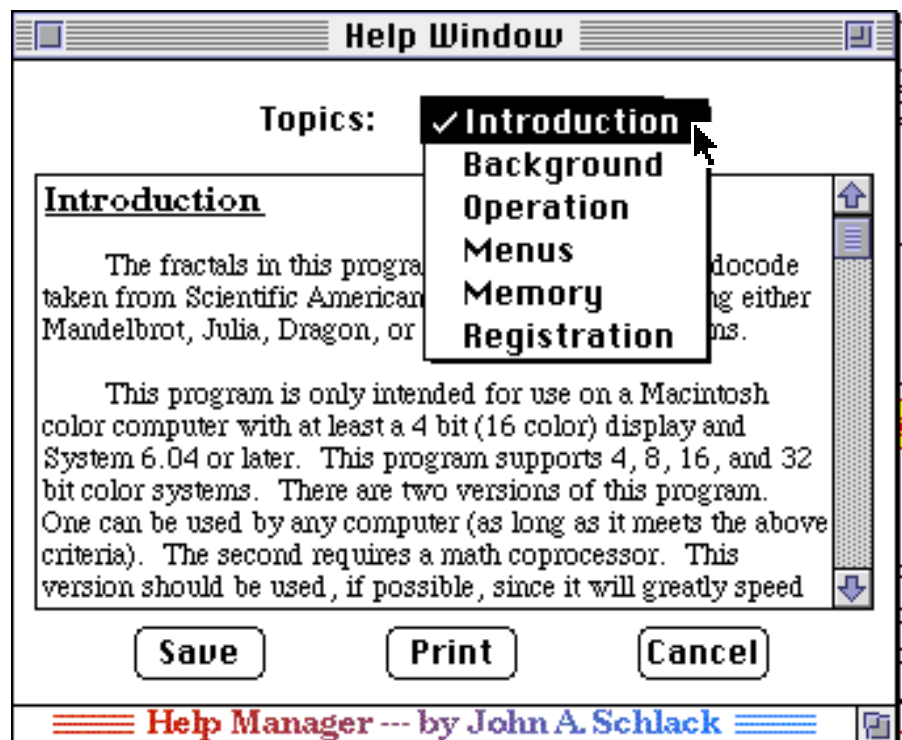 Help Window
Topics:
✓Introduction
Background
Operation
Menus
Memory
Registration
Introduction
The fractals in this docode
taken from Scientific American either
Mandelbrot, Julia, Dragon, or
This program is only intended for use on a Macintosh
color computer with at least a 4 bit (16 color) display and
System 6.04 or later. This program supports 4, 8, 16, and 32
bit color systems. There are two versions of this program.
One can be used by any computer (as long as it meets the above
criteria). The second requires a math coprocessor. This
version should be used, if possible, since it will greatly speed
Save
Print
Cancel
Help Manager --- by John A. Schlack